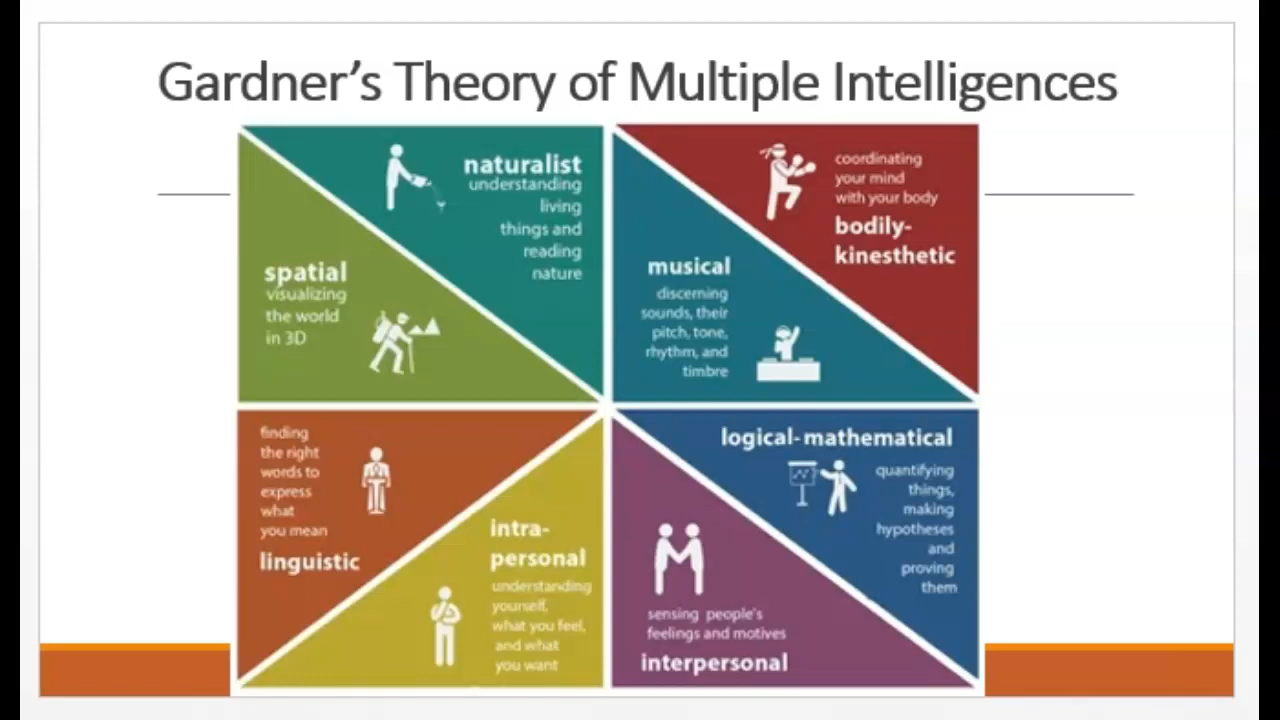 Gardner's Theory of Multiple Intelligences
naturalist
understanding
living
things and
reading
nature
spatial
visualizing
the world
in 3D
coordinating
your mind
with your body
bodily-
kinesthetic
musical
discerning
sounds, their
pitch, tone,
rhythm, and
timbre
finding
the right
words to
express
what
you mean
linguistic
intra-
personal
understanding
yourself,
what you feel,
and what
you want
logical-mathematical
quantifying
things,
making
hypotheses
and
proving
them
sensing people's
feelings and motives
interpersonal